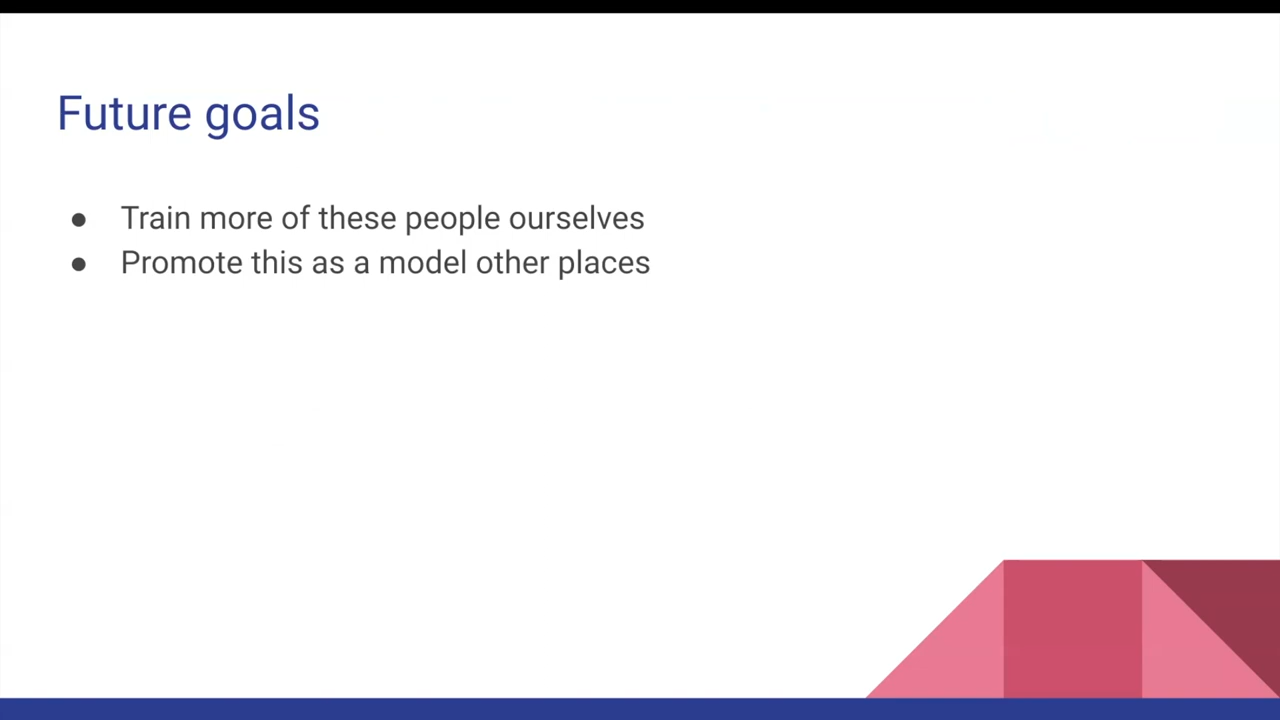 Future goals
● Train more of these people ourselves
● Promote this as a model other places